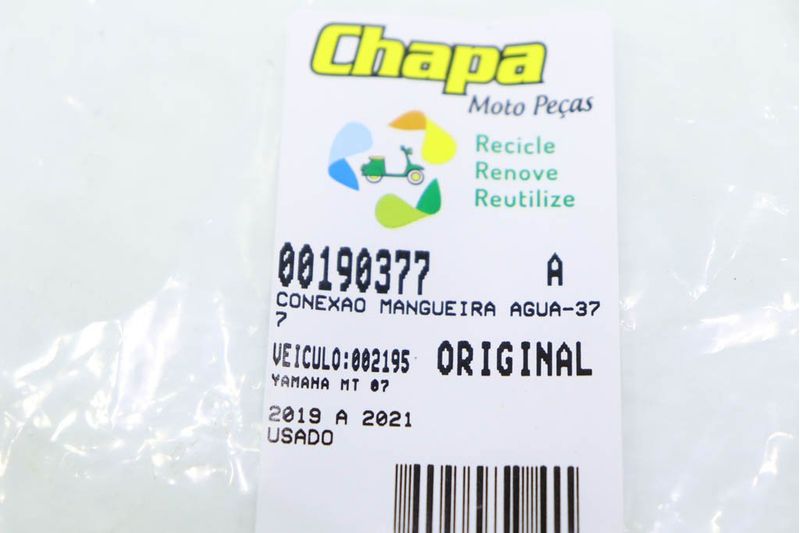 Chapa
Moto Peças
Recicle
Renove
Reutilize
00190377 A
CONEXAO MANGUEIRA AGUA-37
7
VEICULO:002195 ORIGINAL
YAMAHA MT 07
2019 A 2021
USADO